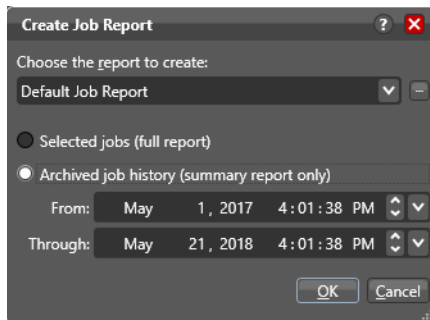 Create Job Report ?
Choose the report to create:
Default Job Report
Selected jobs (full report)
Archived job history (summary report only)
From: May 1, 2017 4:01:38 PM
Through: May 21, 2018 4:01:38 PM
OK Cancel